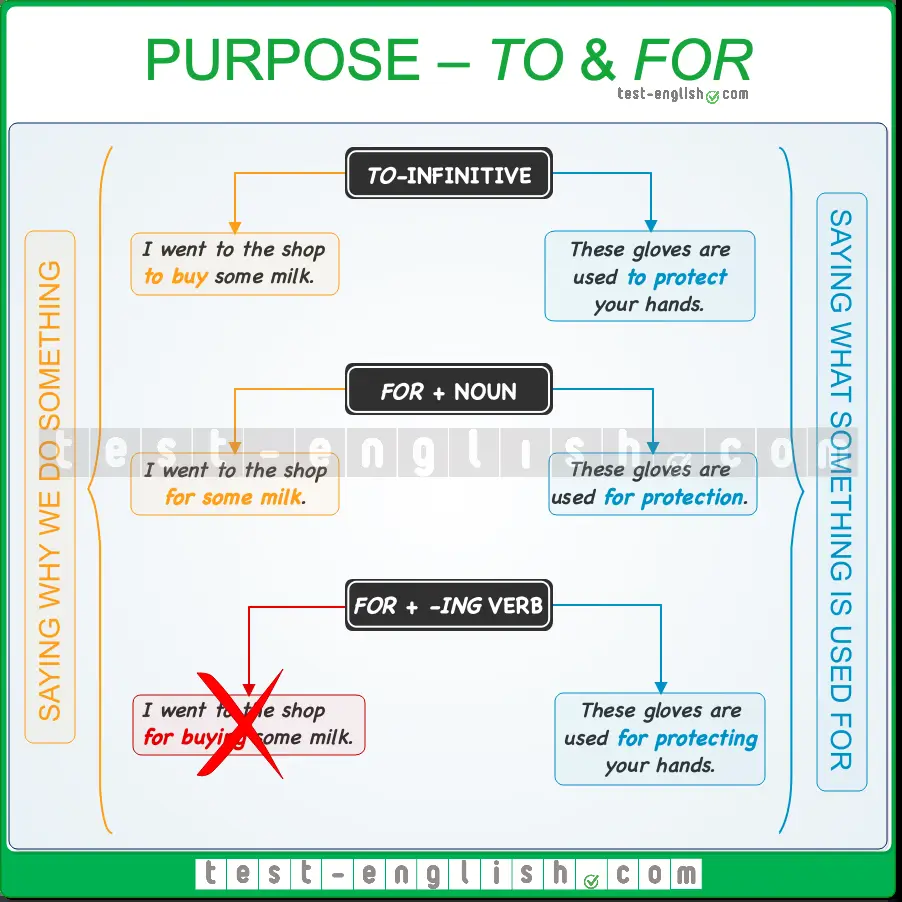 PURPOSE – TO & FOR
test-english.com
SAYING WHY WE DO SOMETHING
TO-INFINITIVE
I went to the shop
to buy some milk.
These gloves are
used to protect
your hands.
FOR + NOUN
test-english.com
I went to the shop
for some milk.
These gloves are
used for protection.
FOR + -ING VERB
I went to the shop
for buying some milk.
These gloves are
used for protecting
your hands.
SAYING WHAT SOMETHING IS USED FOR
test-english.com